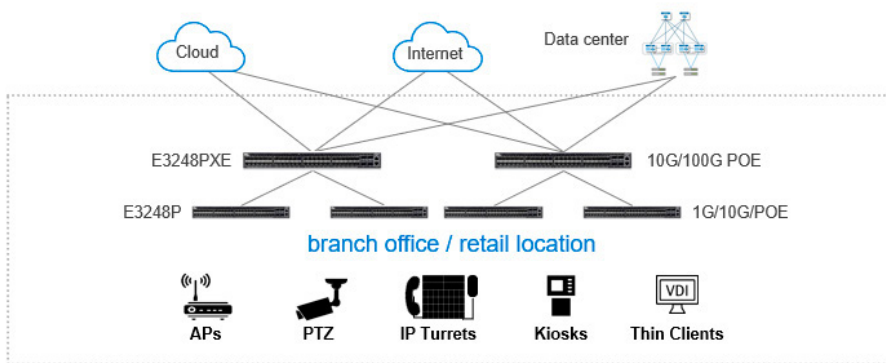 Cloud
Internet
Data center
E3248PXE
10G/100G POE
E3248P
1G/10G/POE
branch office / retail location
VDI
APs
PTZ
IP Turrets
Kiosks
Thin Clients